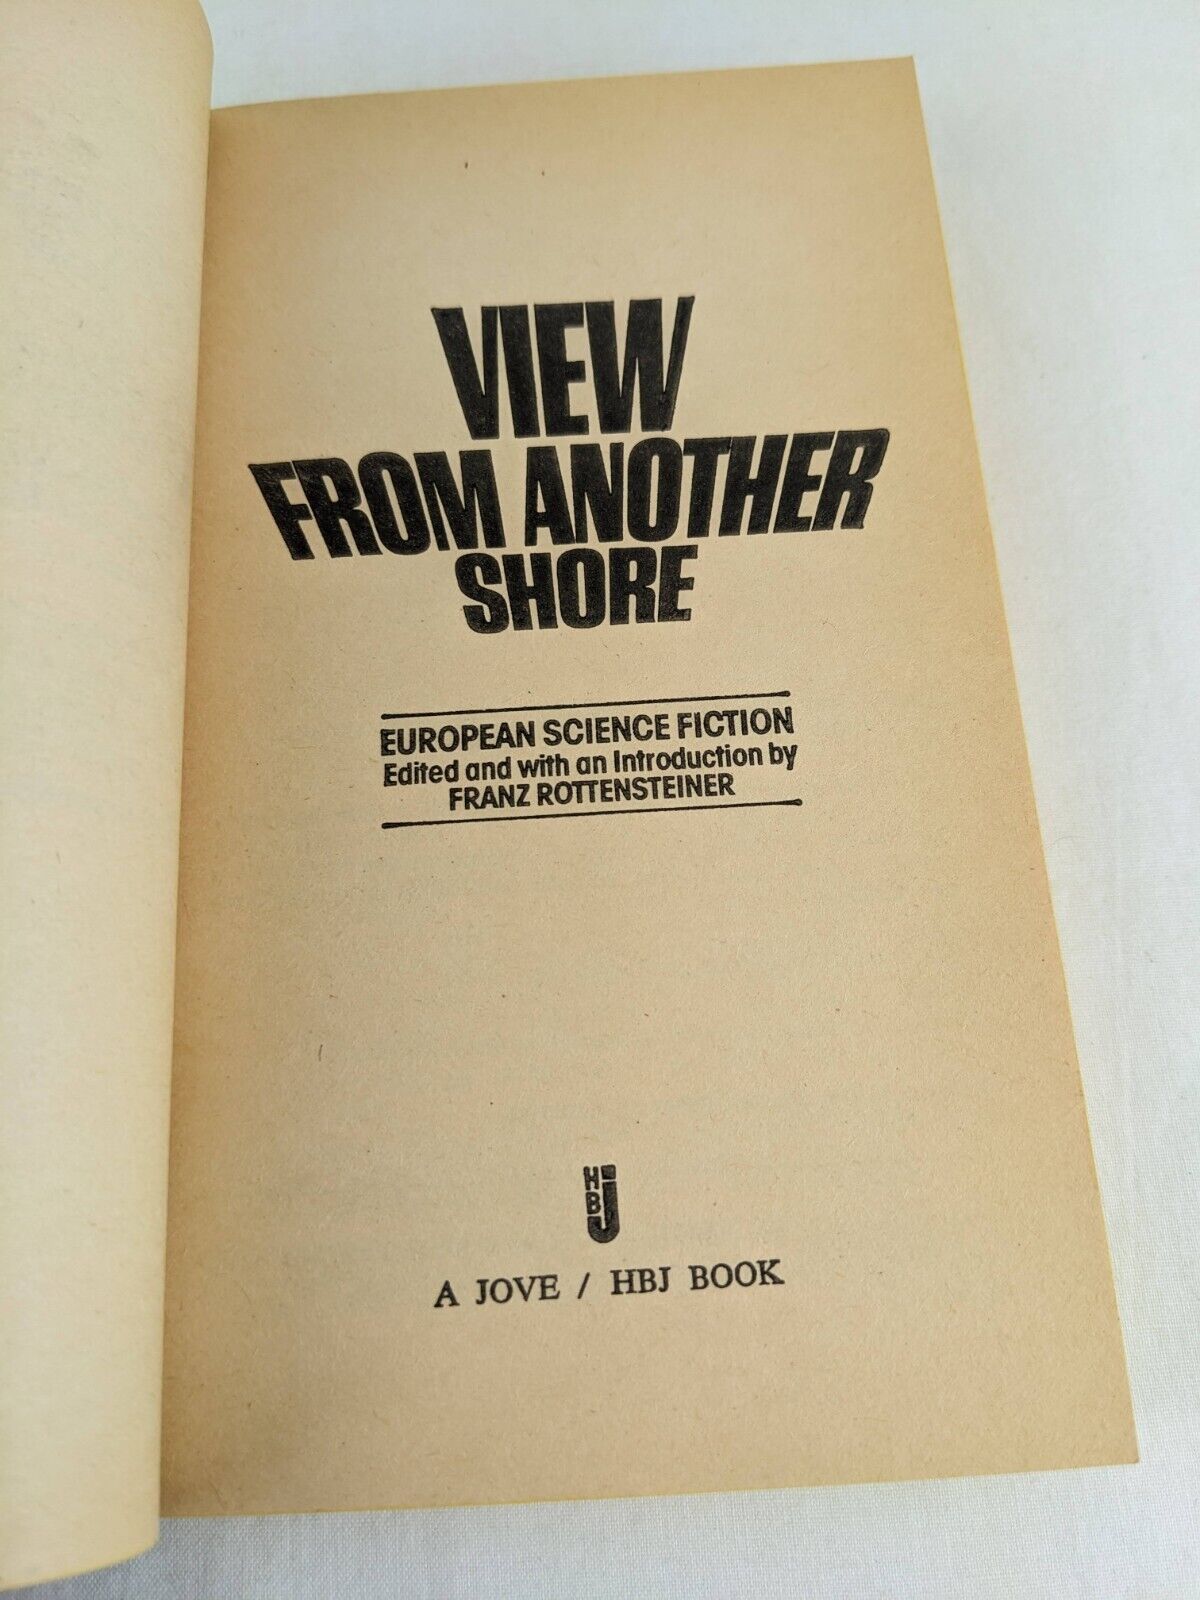 VIEW
FROM ANOTHER
SHORE
EUROPEAN SCIENCE FICTION
Edited and with an Introduction by
FRANZ ROTTENSTEINER
HBJ
A JOVE / HBJ BOOK